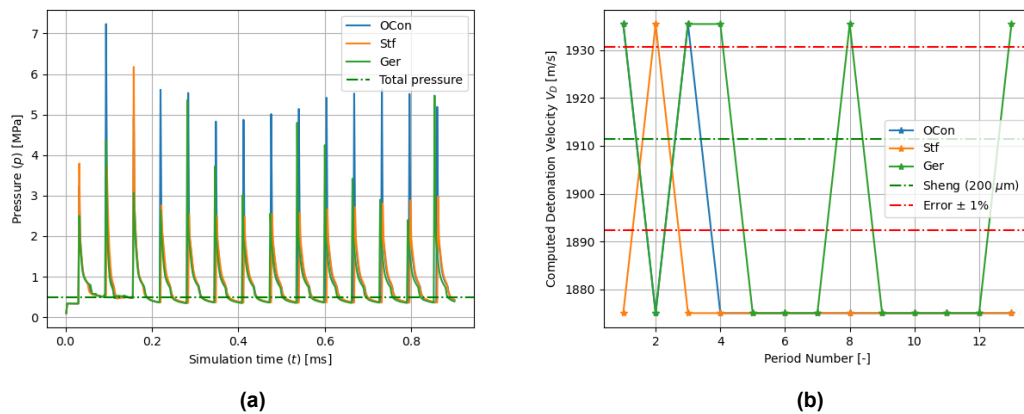 7
6
5
4
3
2
1
0
Pressure (p) [MPa]
0.0 0.2 0.4 0.6 0.8
Simulation time (t) [ms]
OCon
Stf
Ger
Total pressure
(a)
1930
1920
1910
1900
1890
1880
Computed Detonation Velocity V_D [m/s]
2 4 6 8 10 12
Period Number [-]
OCon
Stf
Ger
Sheng (200 μm)
Error ± 1%
(b)